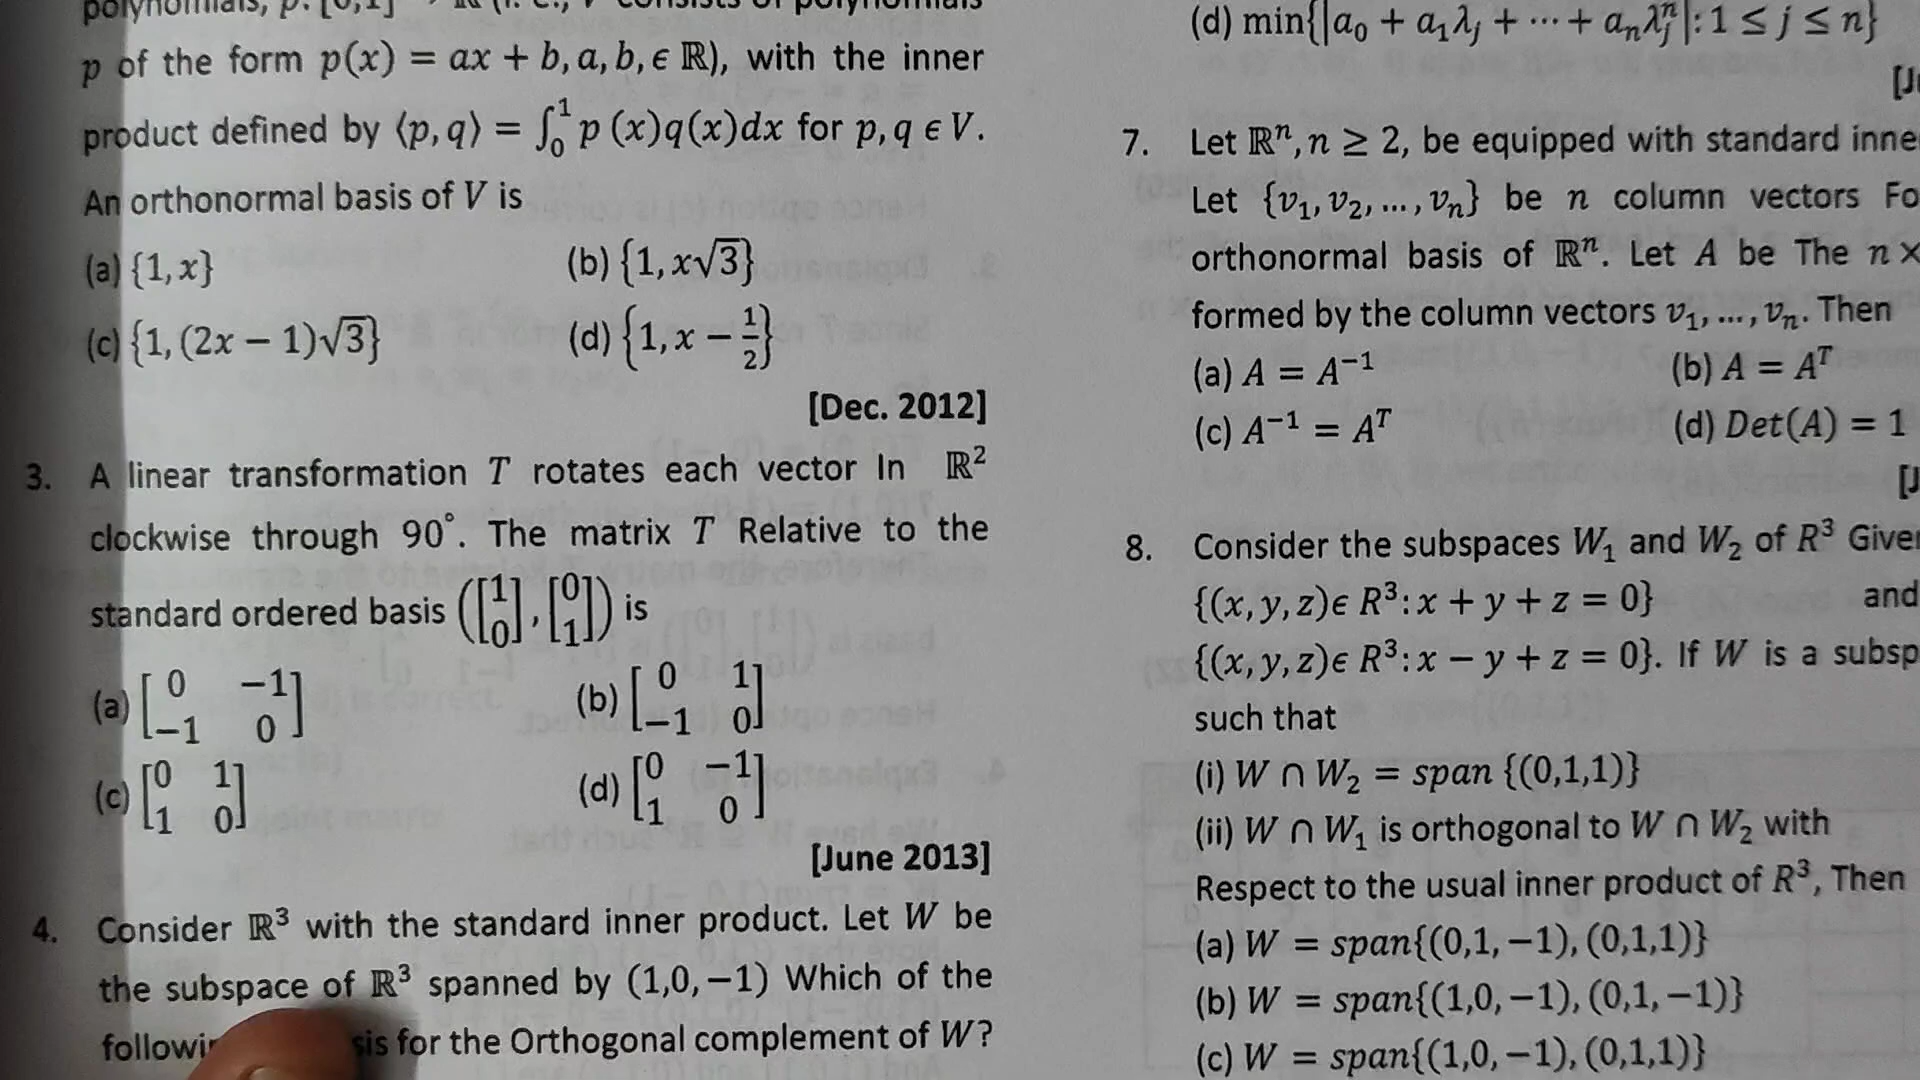 polynomials, p: [0,1] → ℝ (i. e., V consists of polynomials
p of the form p(x) = ax + b, a, b, ϵ ℝ), with the inner
product defined by ⟨p, q⟩ = ∫₀¹ p (x)q(x)dx for p, q ϵ V.
An orthonormal basis of V is
(a) {1, x} (b) {1, x√3}
(c) {1, (2x − 1)√3} (d) {1, x − 1/2}
[Dec. 2012]
3. A linear transformation T rotates each vector In ℝ²
clockwise through 90°. The matrix T Relative to the
standard ordered basis ([1 0], [0 1]) is
(a) [0 −1
−1 0] (b) [0 1
−1 0]
(c) [0 1
1 0] (d) [0 −1
1 0]
[June 2013]
4. Consider ℝ³ with the standard inner product. Let W be
the subspace of ℝ³ spanned by (1,0, −1) Which of the
for the Orthogonal complement of W?
(d) min{|a₀ + a₁λⱼ + ⋯ + aₙλⱼⁿ|: 1 ≤ j ≤ n}
7. Let ℝⁿ, n ≥ 2, be equipped with standard inne
Let {v₁, v₂, … , vₙ} be n column vectors Fo
orthonormal basis of ℝⁿ. Let A be The n ×
formed by the column vectors v₁, … , vₙ. Then
(a) A = A⁻¹ (b) A = Aᵀ
(c) A⁻¹ = Aᵀ (d) Det(A) = 1
8. Consider the subspaces W₁ and W₂ of R³ Give
{(x, y, z)ϵ R³: x + y + z = 0} and
{(x, y, z)ϵ R³: x − y + z = 0}. If W is a subsp
such that
(i) W ∩ W₂ = span {(0,1,1)}
(ii) W ∩ W₁ is orthogonal to W ∩ W₂ with
Respect to the usual inner product of R³, Then
(a) W = span{(0,1, −1), (0,1,1)}
(b) W = span{(1,0, −1), (0,1, −1)}
(c) W = span{(1,0, −1), (0,1,1)}